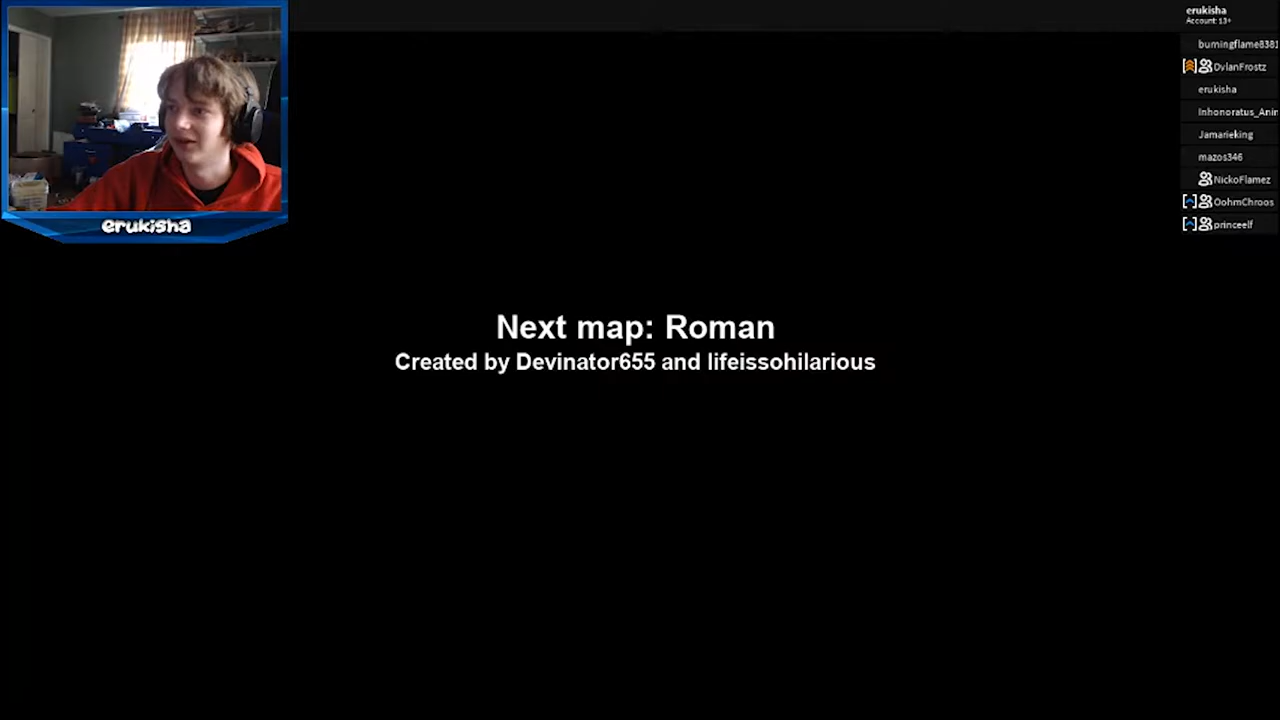 erukisha
Account: 13+
burningflame8381
DylanFrostz
erukisha
Inhonoratus_Anim
Jamarieking
mazos346
NickoFlamez
OohmChroos
princeelf
erukisha
Next map: Roman
Created by Devinator655 and lifeissohilarious